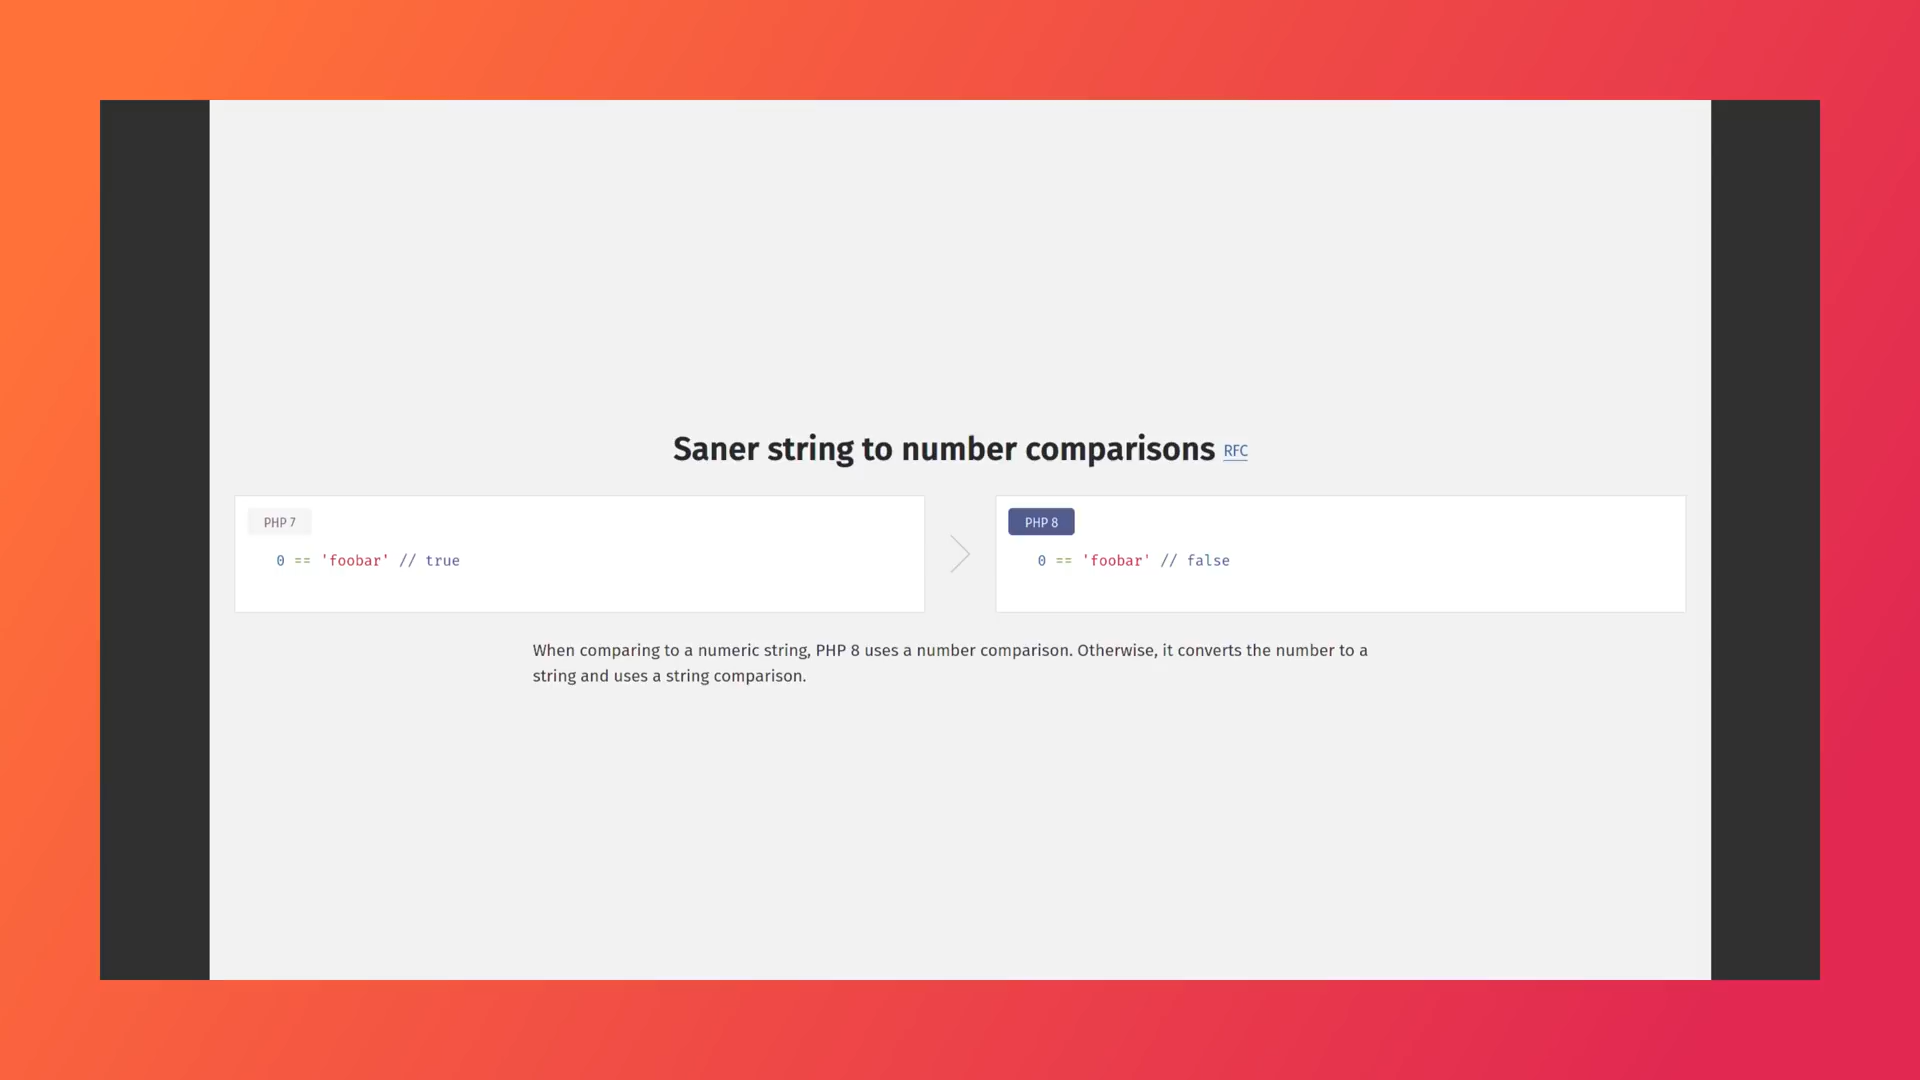 Saner string to number comparisons RFC
PHP 7
0 == 'foobar' // true
PHP 8
0 == 'foobar' // false
When comparing to a numeric string, PHP 8 uses a number comparison. Otherwise, it converts the number to a
string and uses a string comparison.